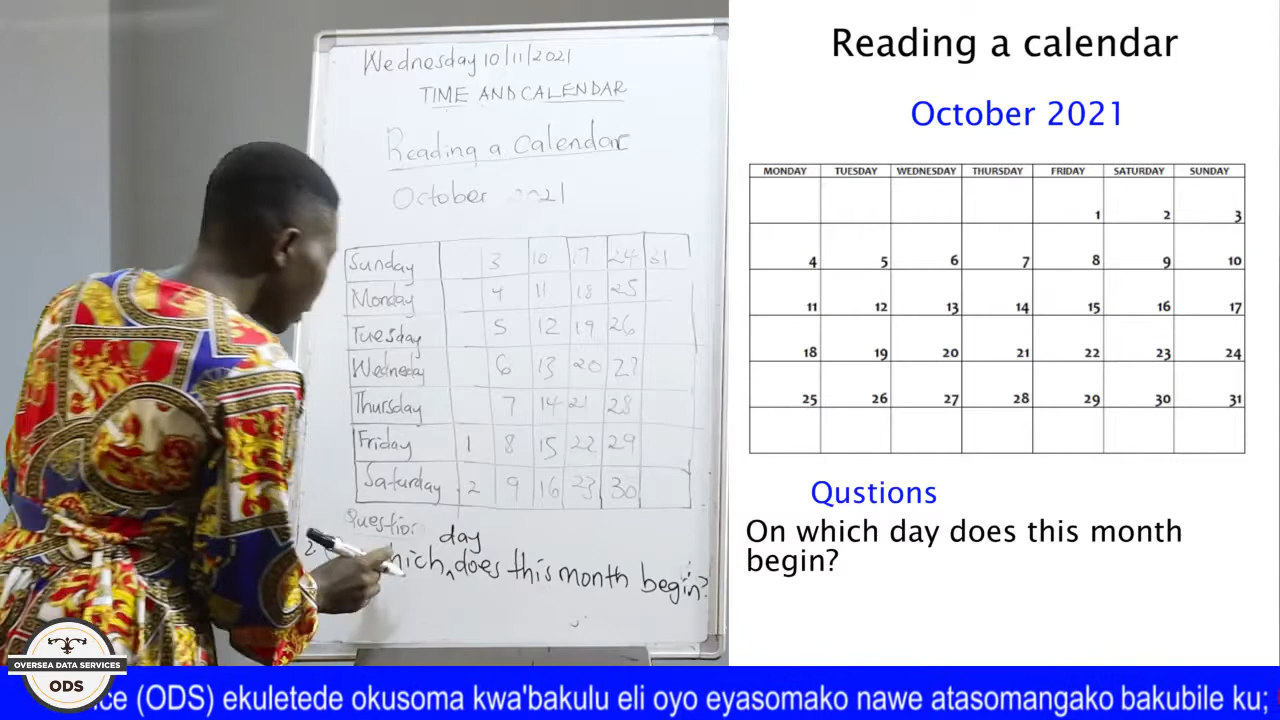 Wednesday 10/11/2021
TIME AND CALENDAR
Reading a Calendar
October 2021
Sunday 3 10 17 24 31
Monday 4 11 18 25
Tuesday 5 12 19 26
Wednesday 6 13 20 27
Thursday 7 14 21 28
Friday 1 8 15 22 29
Saturday 2 9 16 23 30
Question
day
which ^ does this month begin?
Reading a calendar
October 2021
MONDAY TUESDAY WEDNESDAY THURSDAY FRIDAY SATURDAY SUNDAY
1 2 3
4 5 6 7 8 9 10
11 12 13 14 15 16 17
18 19 20 21 22 23 24
25 26 27 28 29 30 31
Qustions
On which day does this month
begin?
OVERSEA DATA SERVICES
ODS
(ODS) ekuletede okusoma kwa'bakulu eli oyo eyasomako nawe atasomangako bakubile ku;